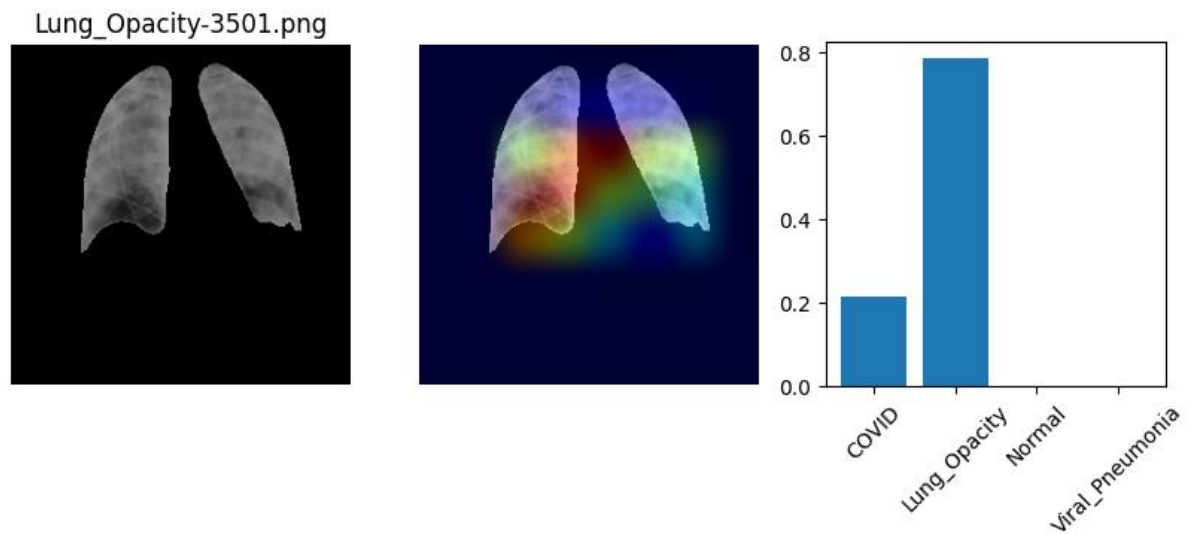 Lung_Opacity-3501.png
0.8
0.6
0.4
0.2
0.0
COVID
Lung_Opacity
Normal
Viral_Pneumonia